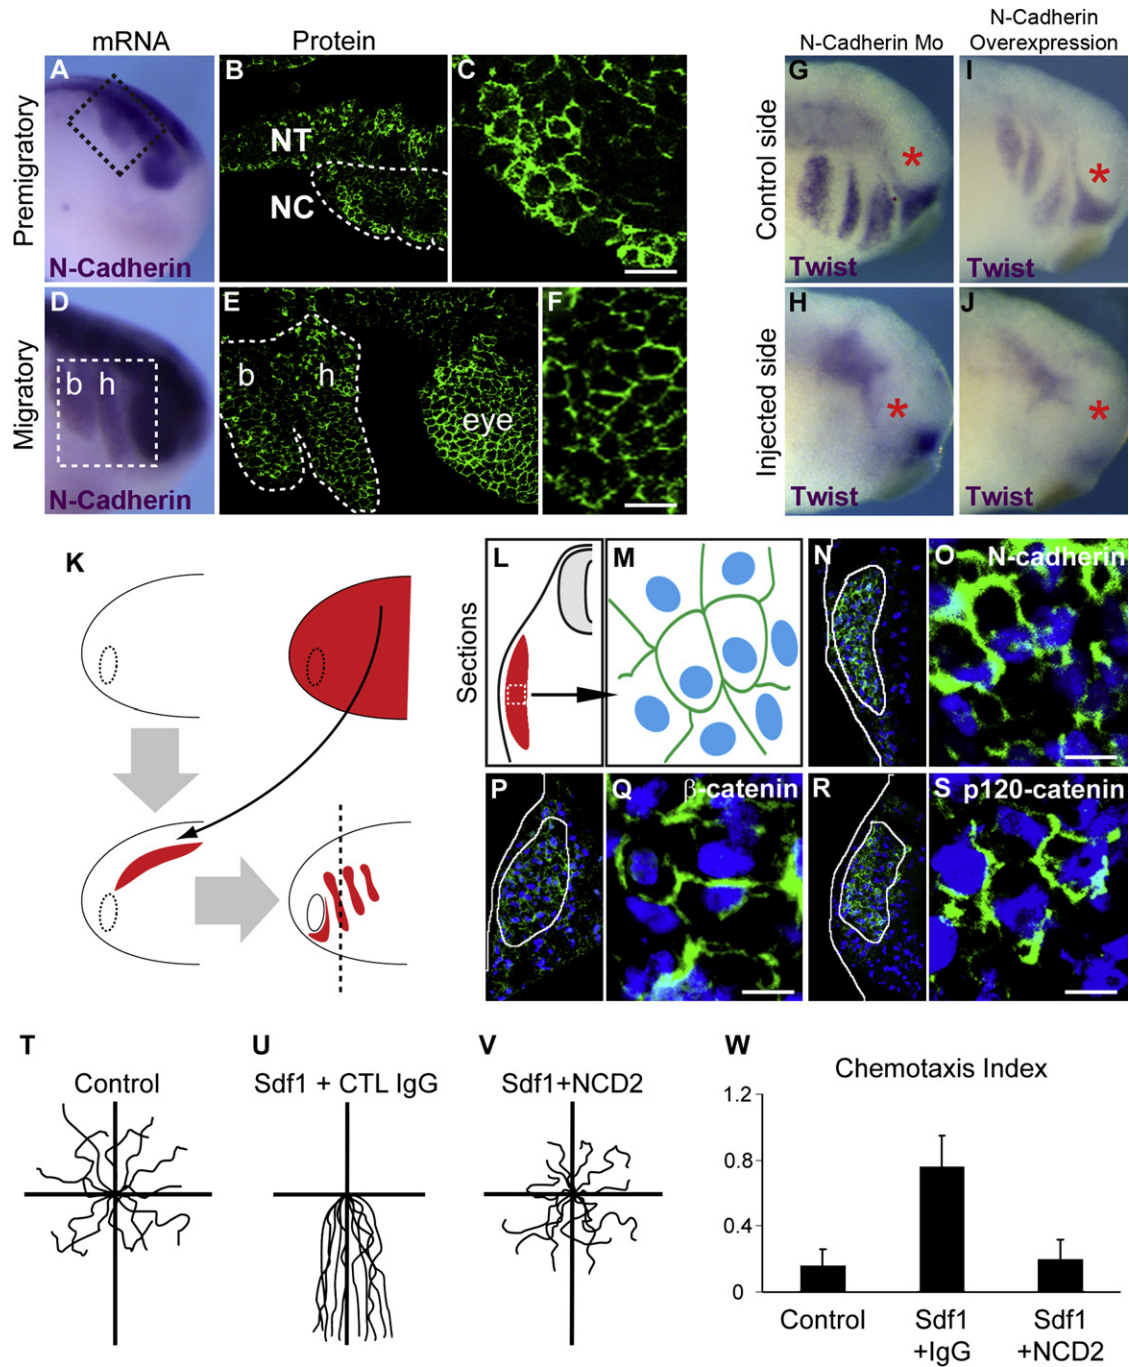 mRNA
Protein
N-Cadherin Mo
N-Cadherin
Overexpression
Premigratory
A
N-Cadherin
B
NT
NC
C
Control side
G
*
Twist
I
*
Twist
Migratory
D
b h
N-Cadherin
E
b h
eye
F
Injected side
H
*
Twist
J
*
Twist
K
Sections
L
M
N
O
N-cadherin
P
Q
β-catenin
R
S
p120-catenin
T
Control
U
Sdf1 + CTL IgG
V
Sdf1+NCD2
W
Chemotaxis Index
1.2
0.8
0.4
0
Control
Sdf1
+IgG
Sdf1
+NCD2